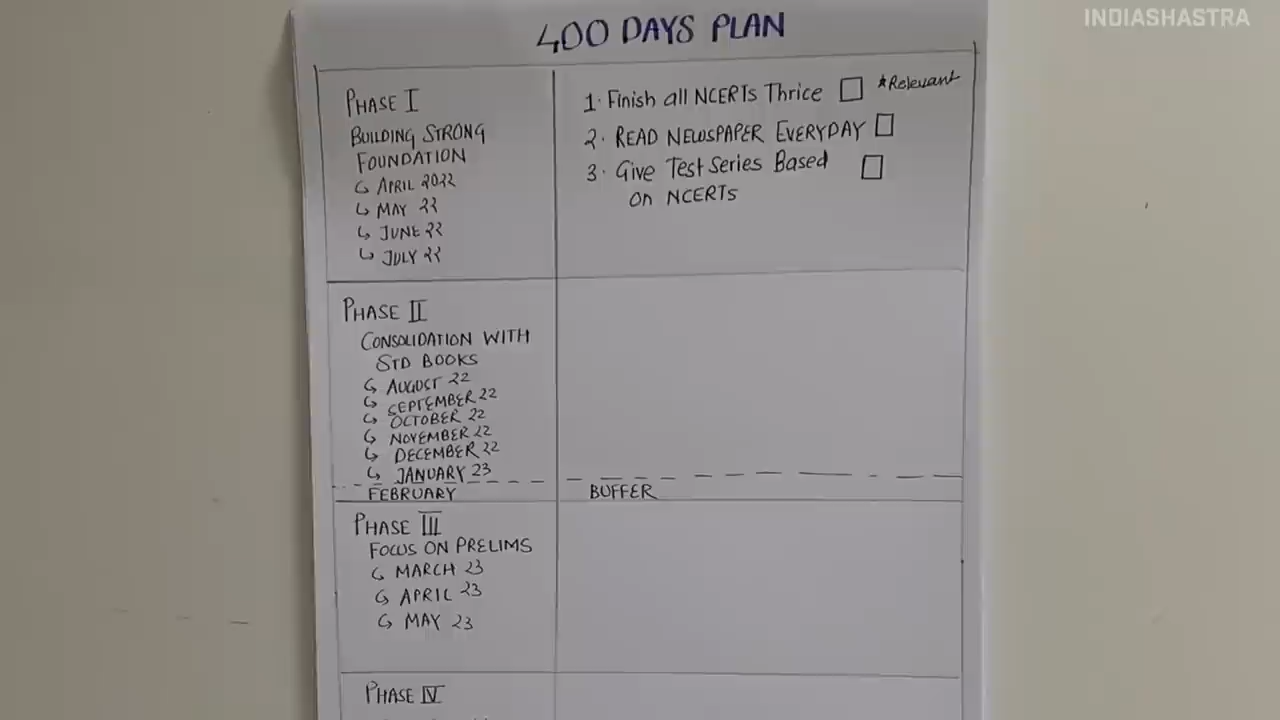 INDIASHASTRA
400 DAYS PLAN
PHASE I
BUILDING STRONG
FOUNDATION
↳ APRIL 2022
↳ MAY 22
↳ JUNE 22
↳ JULY 22
1. Finish all NCERTs Thrice ☐ *Relevant
2. READ NEWSPAPER EVERYDAY ☐
3. Give Test Series Based ☐
on NCERTs
PHASE II
CONSOLIDATION WITH
STD BOOKS
↳ AUGUST 22
↳ SEPTEMBER 22
↳ OCTOBER 22
↳ NOVEMBER 22
↳ DECEMBER 22
↳ JANUARY 23
FEBRUARY BUFFER
PHASE III
FOCUS ON PRELIMS
↳ MARCH 23
↳ APRIL 23
↳ MAY 23
PHASE IV